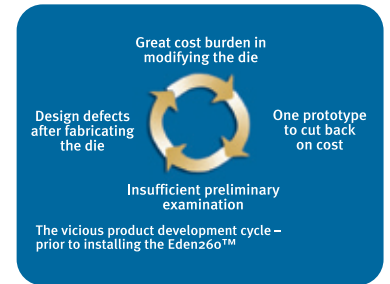 Great cost burden in
modifying the die
Design defects
after fabricating
the die
One prototype
to cut back
on cost
Insufficient preliminary
examination
The vicious product development cycle –
prior to installing the Eden260™